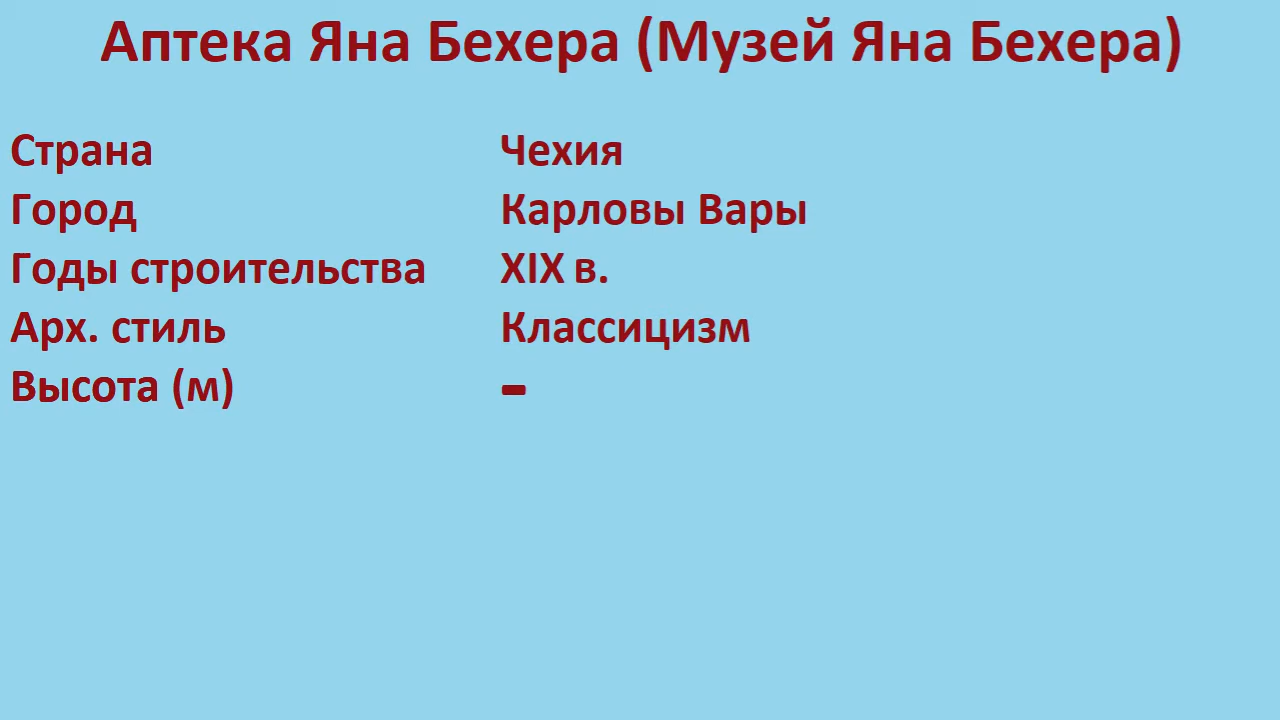 Аптека Яна Бехера (Музей Яна Бехера)
Страна Чехия
Город Карловы Вары
Годы строительства XIX в.
Арх. стиль Классицизм
Высота (м) -